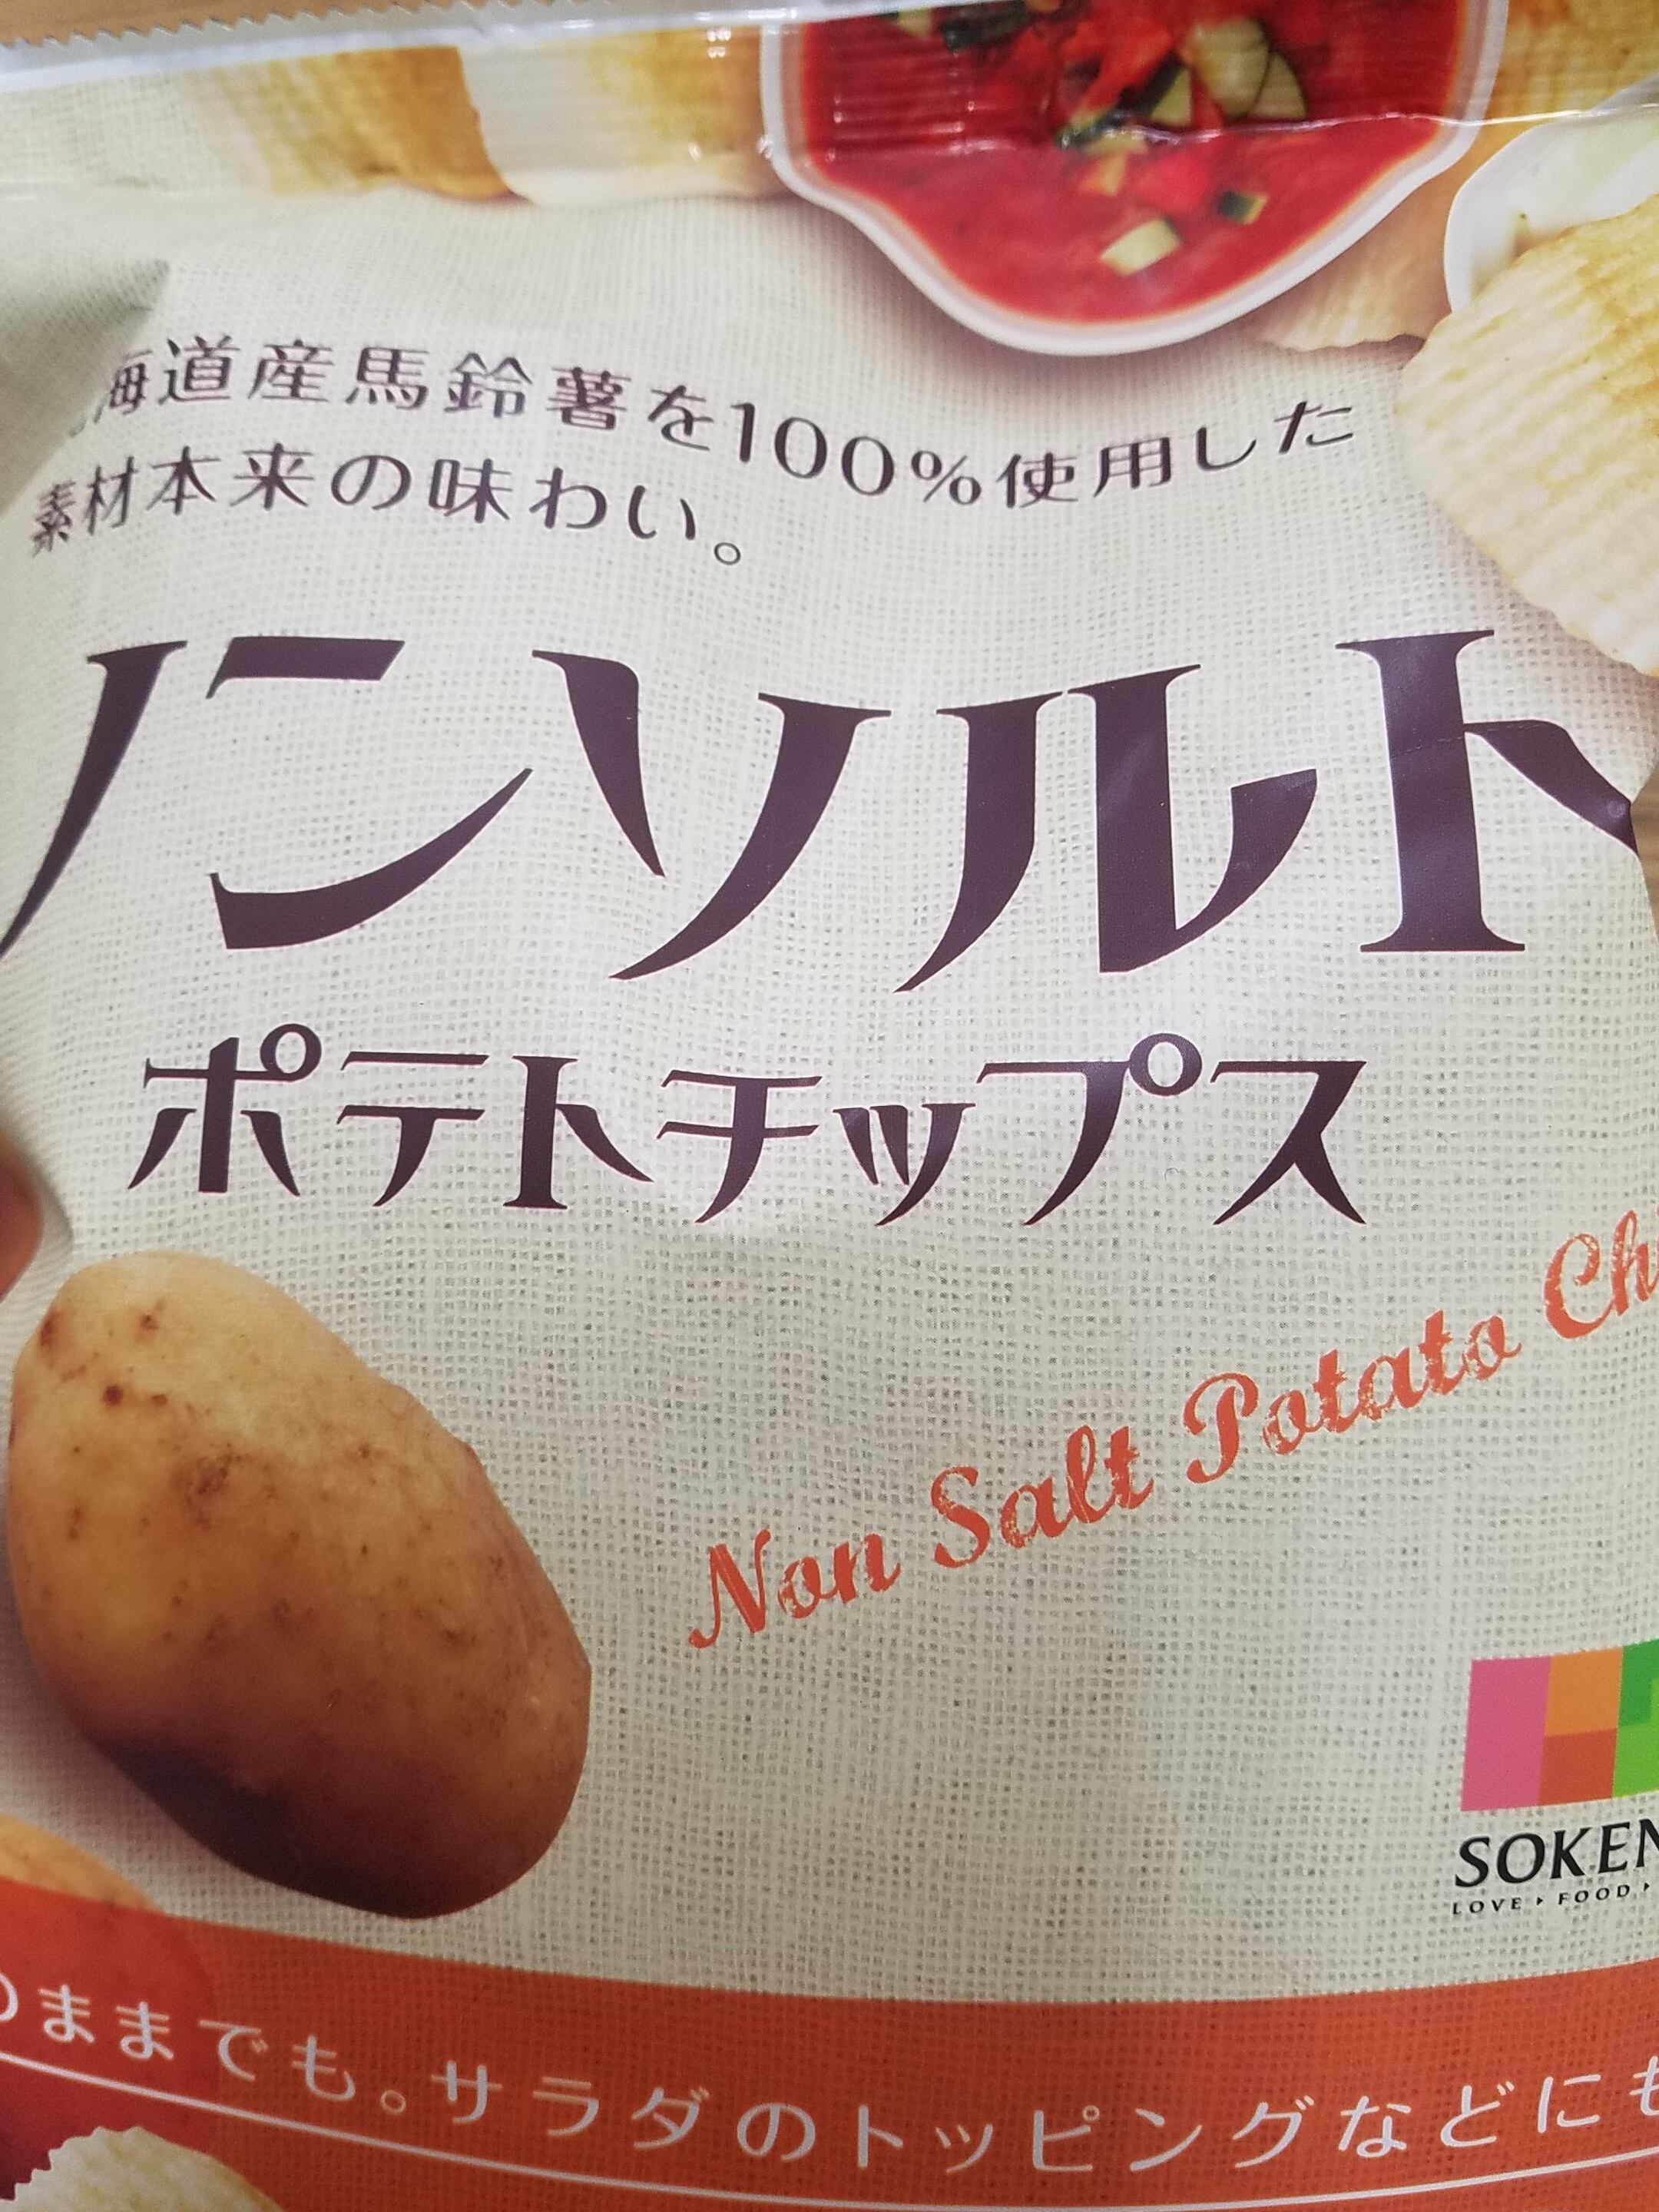 海道産馬鈴薯を100%使用した
素材本来の味わい。
ノンソルト
ポテトチップス
Non Salt Potato Chi
SOKEN
LOVE・FOOD・
のままでも。サラダのトッピングなどにも